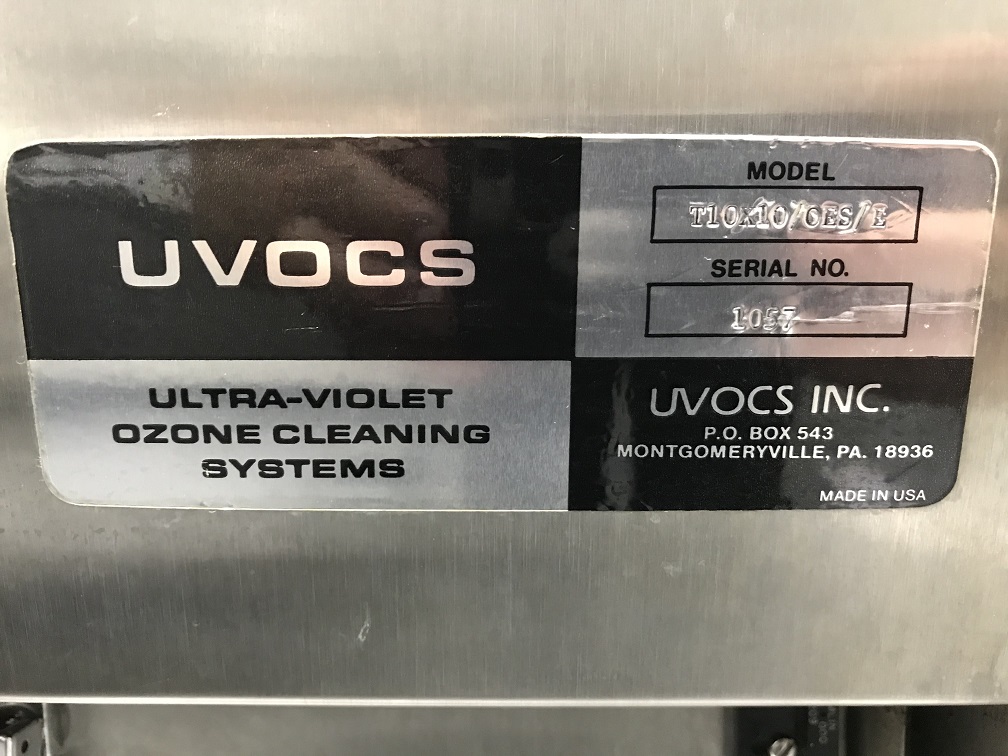 UVOCS
ULTRA-VIOLET
OZONE CLEANING
SYSTEMS
MODEL
T10X10/OES/E
SERIAL NO.
1057
UVOCS INC.
P.O. BOX 543
MONTGOMERYVILLE, PA. 18936
MADE IN USA